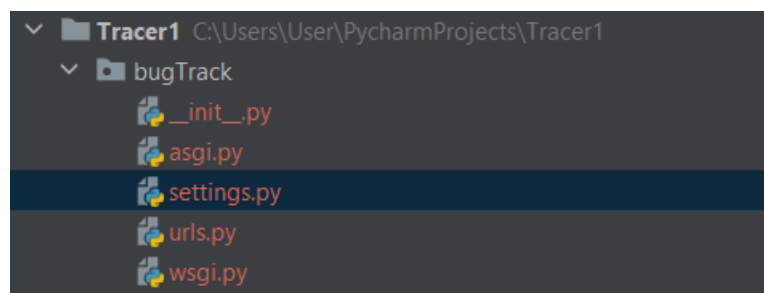 Tracer1 C:\Users\User\PycharmProjects\Tracer1
bugTrack
__init__.py
asgi.py
settings.py
urls.py
wsgi.py